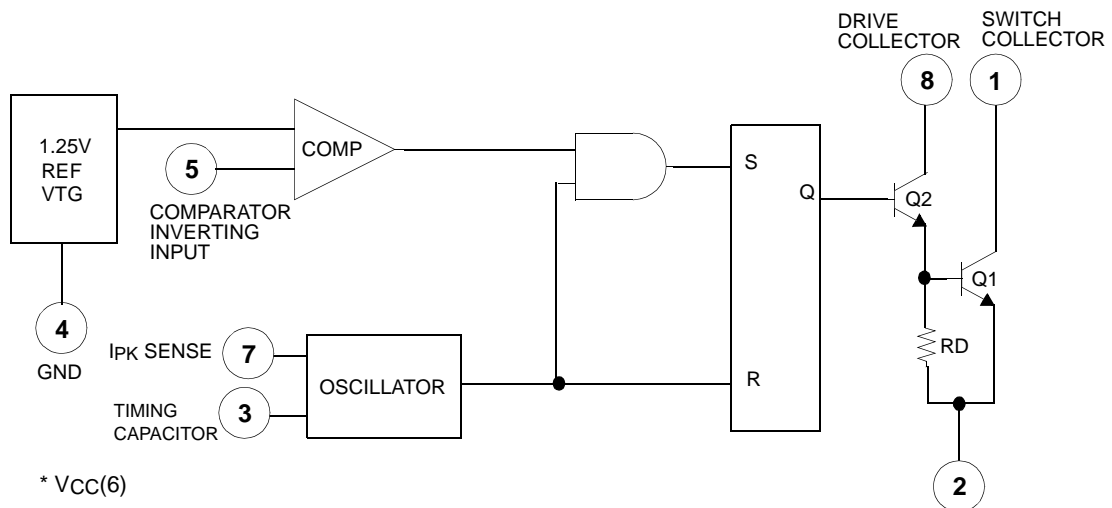 DRIVE
COLLECTOR
SWITCH
COLLECTOR
8
1
1.25V
REF
VTG
COMP
5
COMPARATOR
INVERTING
INPUT
S
Q
Q2
Q1
4
GND
IPK SENSE
7
OSCILLATOR
R
RD
TIMING
CAPACITOR
3
* VCC(6)
2